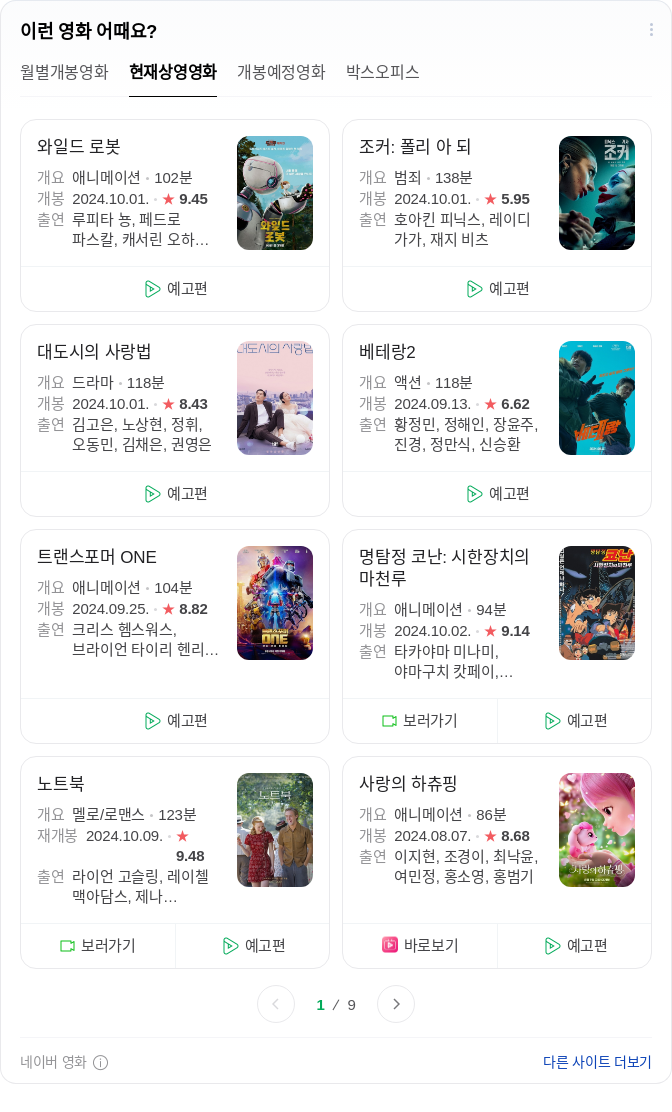 이런 영화 어때요?
월별개봉영화 현재상영영화 개봉예정영화 박스오피스
와일드 로봇
개요 애니메이션 102분
개봉 2024.10.01. ★ 9.45
출연 루피타 뇽, 페드로
파스칼, 캐서린 오하...
와일드
로봇
예고편
조커: 폴리 아 되
개요 범죄 138분
개봉 2024.10.01. ★ 5.95
출연 호아킨 피닉스, 레이디
가가, 재지 비츠
조커
예고편
대도시의 사랑법
개요 드라마 118분
개봉 2024.10.01. ★ 8.43
출연 김고은, 노상현, 정휘,
오동민, 김채은, 권영은
대도시의 사랑법
예고편
베테랑2
개요 액션 118분
개봉 2024.09.13. ★ 6.62
출연 황정민, 정해인, 장윤주,
진경, 정만식, 신승환
베테랑
예고편
트랜스포머 ONE
개요 애니메이션 104분
개봉 2024.09.25. ★ 8.82
출연 크리스 헴스워스,
브라이언 타이리 헨리...
ONE
예고편
명탐정 코난: 시한장치의
마천루
개요 애니메이션 94분
개봉 2024.10.02. ★ 9.14
출연 타카야마 미나미,
야마구치 캇페이,...
명탐정 코난
시한장치의 마천루
보러가기 예고편
노트북
개요 멜로/로맨스 123분
재개봉 2024.10.09. ★
9.48
출연 라이언 고슬링, 레이첼
맥아담스, 제나...
노트북
보러가기 예고편
사랑의 하츄핑
개요 애니메이션 86분
개봉 2024.08.07. ★ 8.68
출연 이지현, 조경이, 최낙윤,
여민정, 홍소영, 홍범기
사랑의 하츄핑
바로보기 예고편
1 / 9
네이버 영화
다른 사이트 더보기